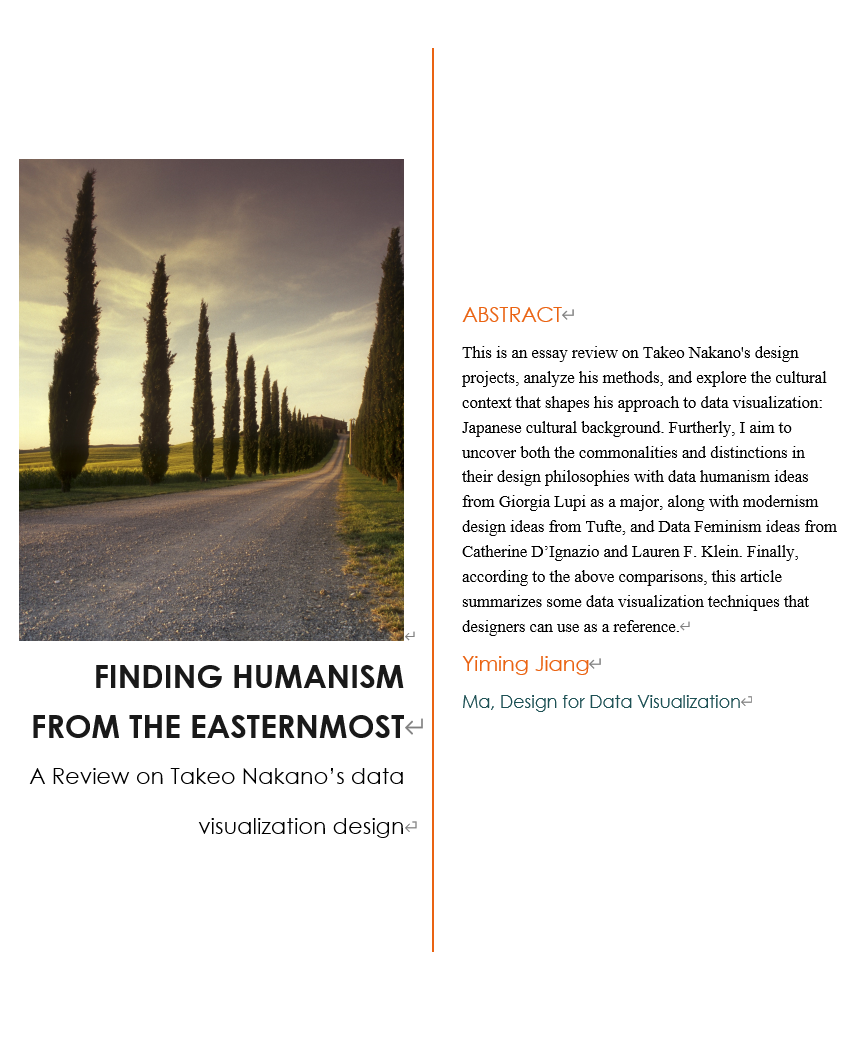 FINDING HUMANISM
FROM THE EASTERNMOST
A Review on Takeo Nakano’s data
visualization design
ABSTRACT
This is an essay review on Takeo Nakano's design
projects, analyze his methods, and explore the cultural
context that shapes his approach to data visualization:
Japanese cultural background. Furtherly, I aim to
uncover both the commonalities and distinctions in
their design philosophies with data humanism ideas
from Giorgia Lupi as a major, along with modernism
design ideas from Tufte, and Data Feminism ideas from
Catherine D’Ignazio and Lauren F. Klein. Finally,
according to the above comparisons, this article
summarizes some data visualization techniques that
designers can use as a reference.
Yiming Jiang
Ma, Design for Data Visualization